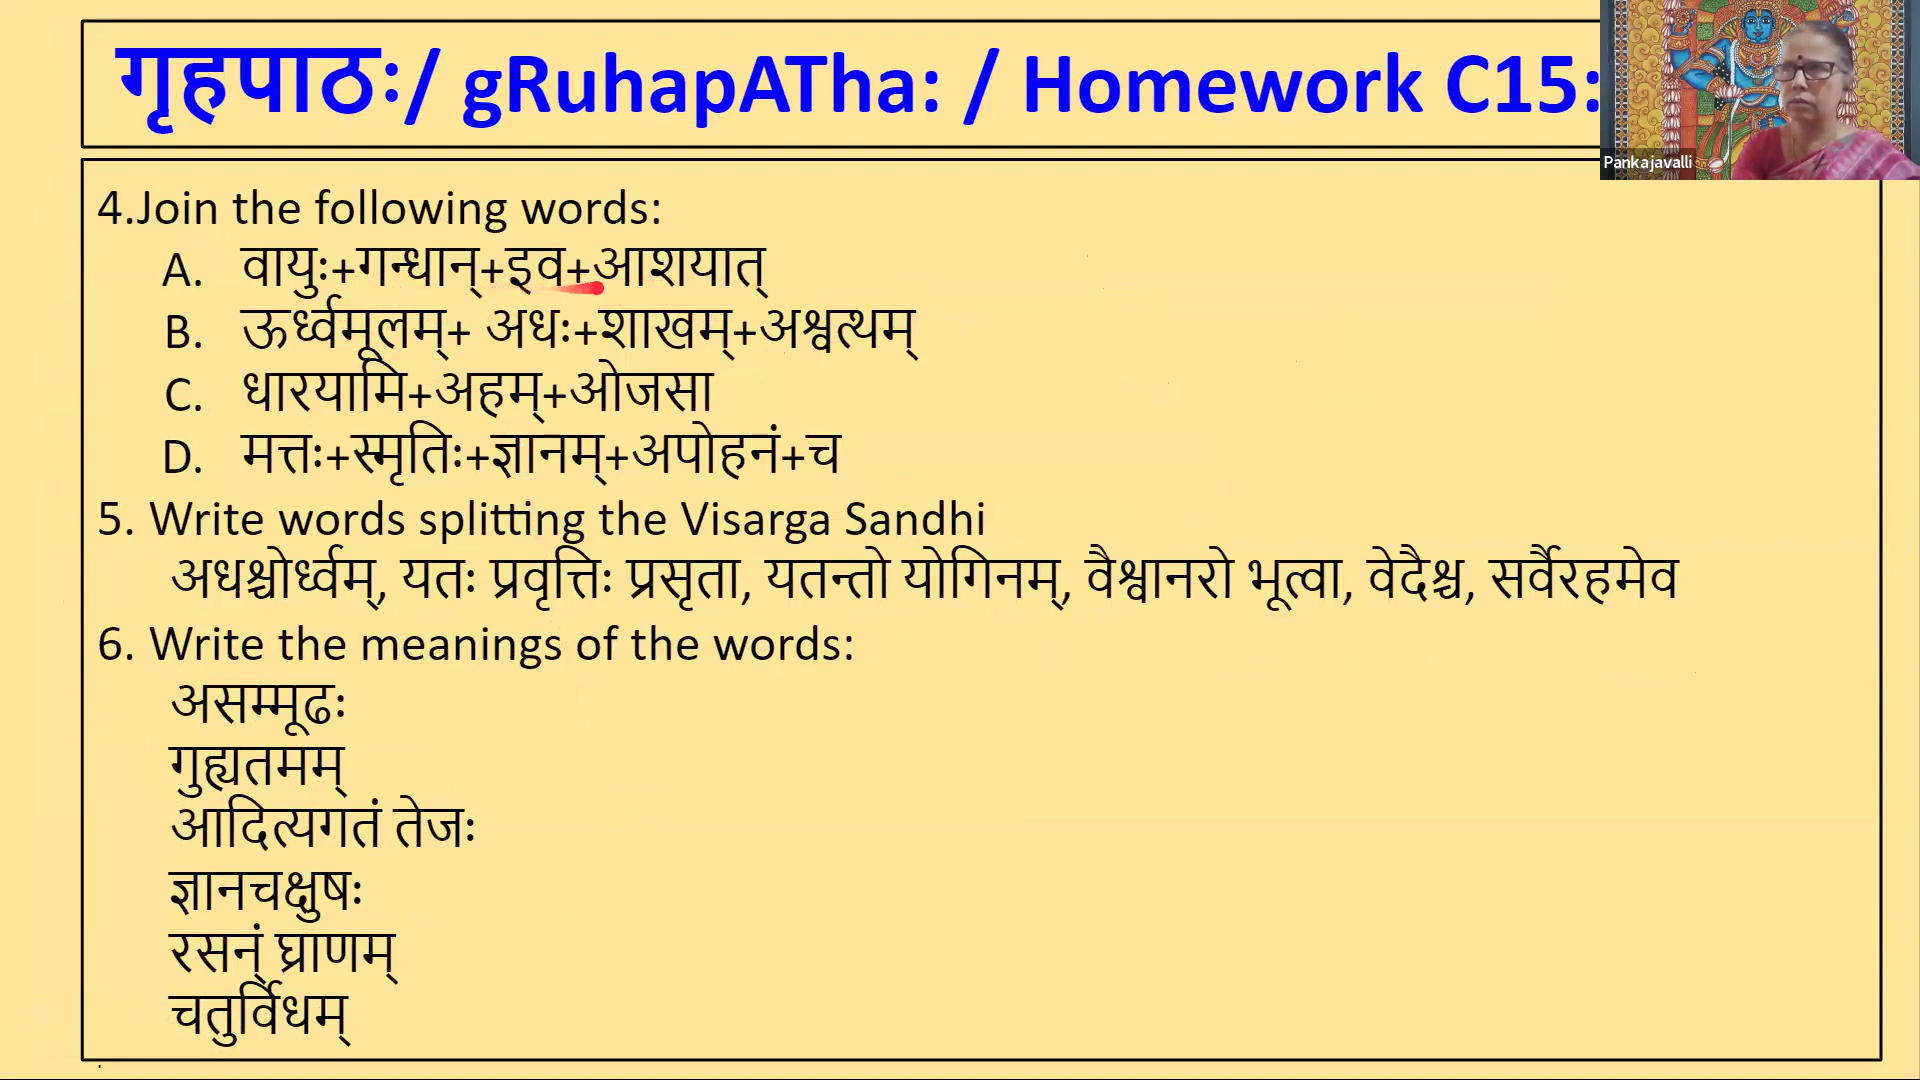 गृहपाठः/ gRuhapATha: / Homework C15:
Pankajavalli
4.Join the following words:
A. वायुः+गन्धान्+इव+आशयात्
B. ऊर्ध्वमूलम्+ अधः+शाखम्+अश्वत्थम्
C. धारयामि+अहम्+ओजसा
D. मत्तः+स्मृतिः+ज्ञानम्+अपोहनं+च
5. Write words splitting the Visarga Sandhi
अधश्चोर्ध्वम्, यतः प्रवृत्तिः प्रसृता, यतन्तो योगिनम्, वैश्वानरो भूत्वा, वेदैश्च, सर्वैरहमेव
6. Write the meanings of the words:
असम्मूढः
गुह्यतमम्
आदित्यगतं तेजः
ज्ञानचक्षुषः
रसनं् घ्राणम्
चतुर्विधम्